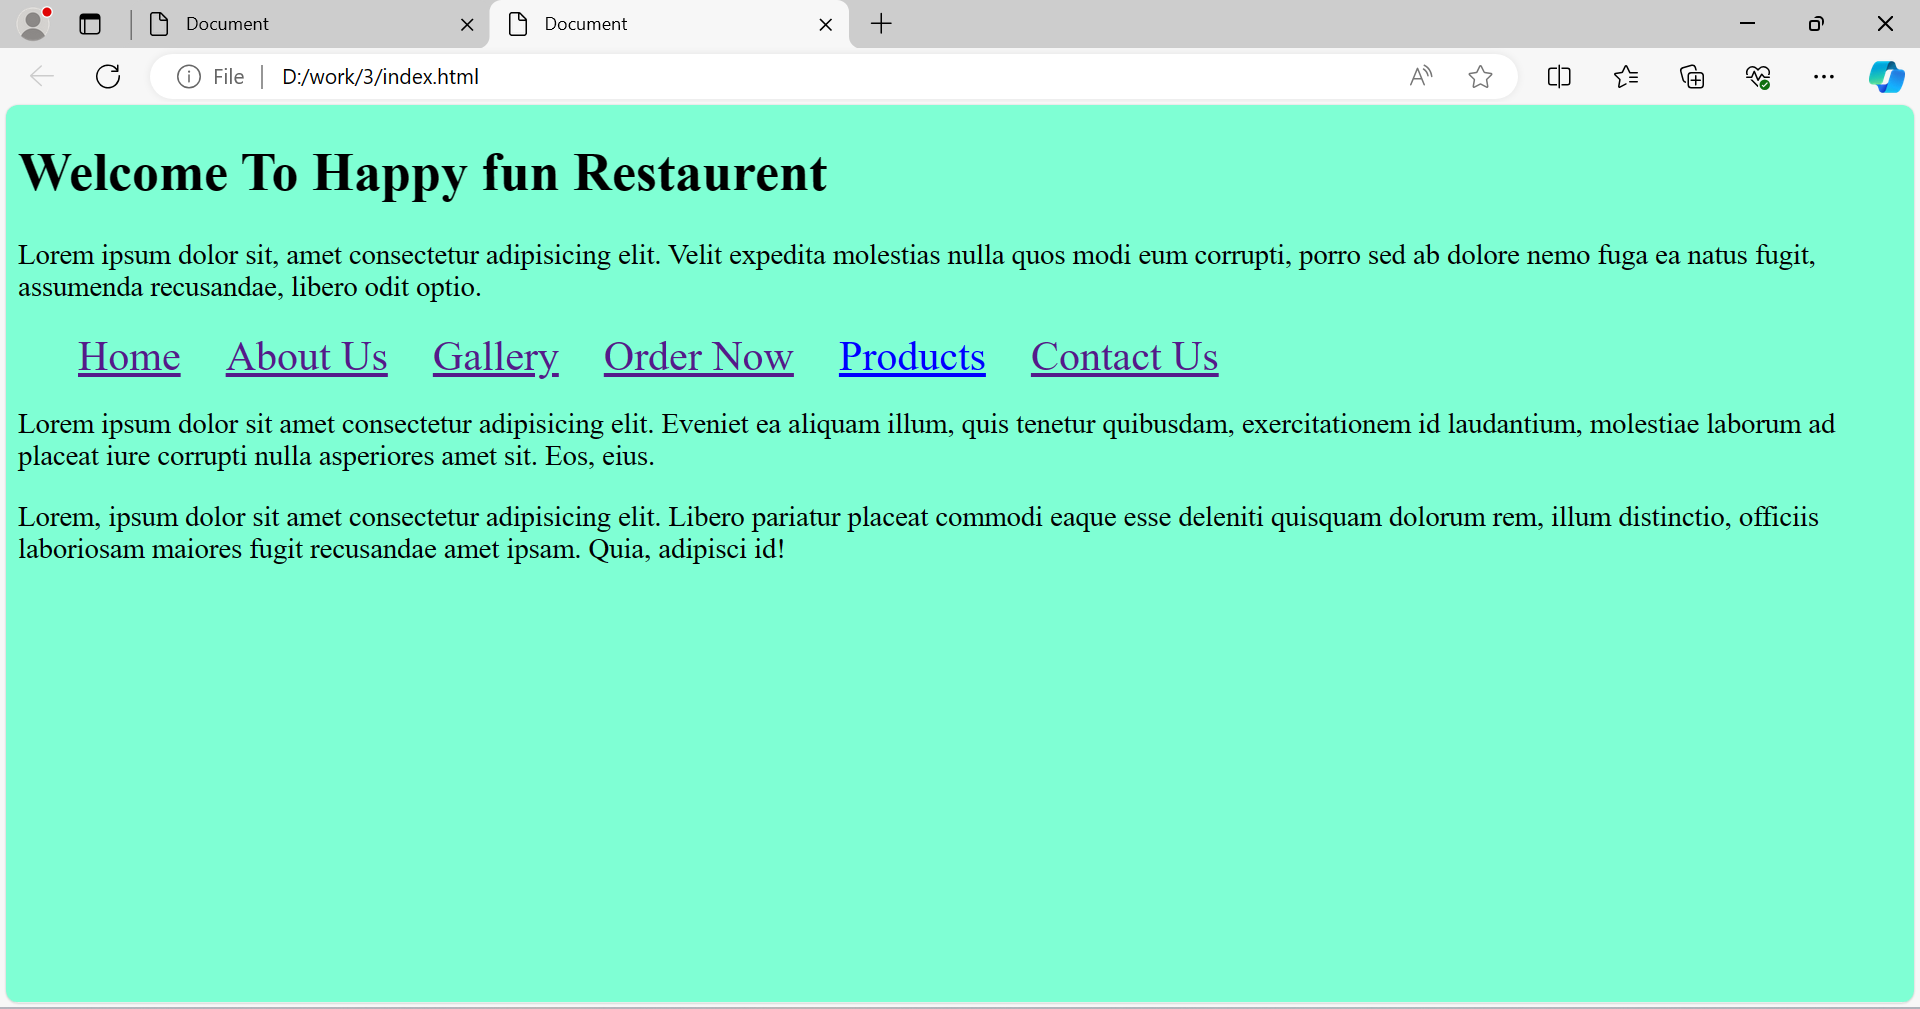 Document
Document
File
D:/work/3/index.html
Welcome To Happy fun Restaurent
Lorem ipsum dolor sit, amet consectetur adipisicing elit. Velit expedita molestias nulla quos modi eum corrupti, porro sed ab dolore nemo fuga ea natus fugit,
assumenda recusandae, libero odit optio.
Home About Us Gallery Order Now Products Contact Us
Lorem ipsum dolor sit amet consectetur adipisicing elit. Eveniet ea aliquam illum, quis tenetur quibusdam, exercitationem id laudantium, molestiae laborum ad
placeat iure corrupti nulla asperiores amet sit. Eos, eius.
Lorem, ipsum dolor sit amet consectetur adipisicing elit. Libero pariatur placeat commodi eaque esse deleniti quisquam dolorum rem, illum distinctio, officiis
laboriosam maiores fugit recusandae amet ipsam. Quia, adipisci id!